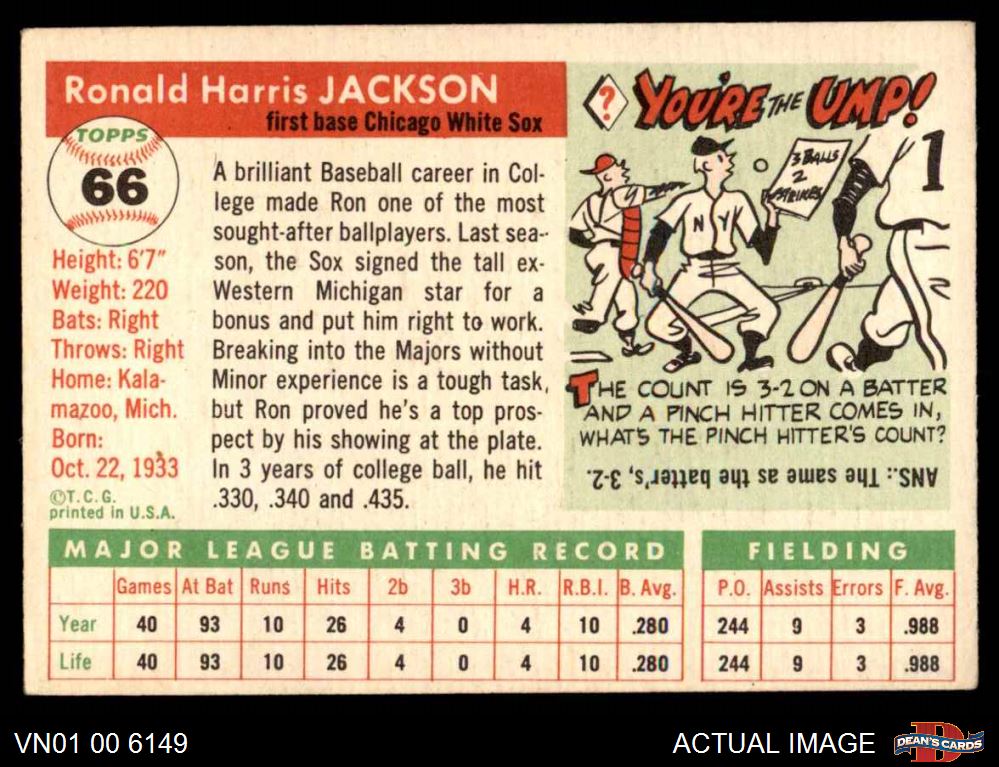 Ronald Harris JACKSON
first base Chicago White Sox
TOPPS
66
Height: 6'7"
Weight: 220
Bats: Right
Throws: Right
Home: Kala-
mazoo, Mich.
Born:
Oct. 22, 1933
©T.C.G.
printed in U.S.A.
A brilliant Baseball career in Col-
lege made Ron one of the most
sought-after ballplayers. Last sea-
son, the Sox signed the tall ex-
Western Michigan star for a
bonus and put him right to work.
Breaking into the Majors without
Minor experience is a tough task,
but Ron proved he's a top pros-
pect by his showing at the plate.
In 3 years of college ball, he hit
.330, .340 and .435.
? YOU'RE THE UMP!
3 BALLS
2
STRIKES
1
N Y
THE COUNT IS 3-2 ON A BATTER
AND A PINCH HITTER COMES IN,
WHAT'S THE PINCH HITTER'S COUNT?
ANS.: The same as the batter's, 3-2.
MAJOR LEAGUE BATTING RECORD
Games At Bat Runs Hits 2b 3b H.R. R.B.I. B. Avg.
Year 40 93 10 26 4 0 4 10 .280
Life 40 93 10 26 4 0 4 10 .280
FIELDING
P.O. Assists Errors F. Avg.
244 9 3 .988
244 9 3 .988
VN01 00 6149
ACTUAL IMAGE
D
DEAN'S CARDS